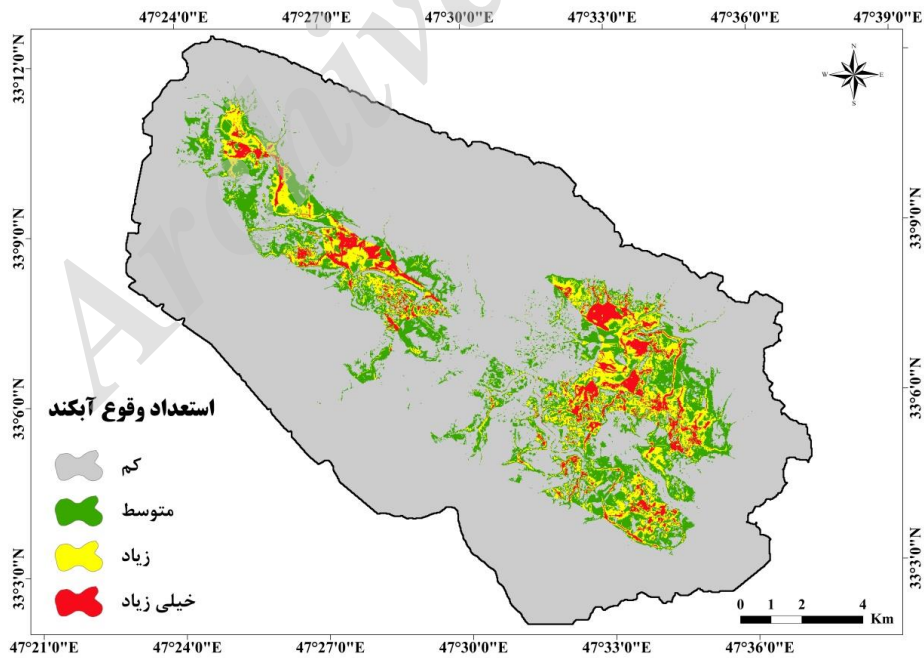 47°24'0"E 47°27'0"E 47°30'0"E 47°33'0"E 47°36'0"E 47°39'0"E
33°12'0"N
33°9'0"N
33°6'0"N
33°3'0"N
33°9'0"N
33°6'0"N
33°3'0"N
N
W E
S
Archiv
استعداد وقوع آبکند
کم
متوسط
زیاد
خیلی زیاد
0 1 2 4
Km
47°21'0"E 47°24'0"E 47°27'0"E 47°30'0"E 47°33'0"E 47°36'0"E